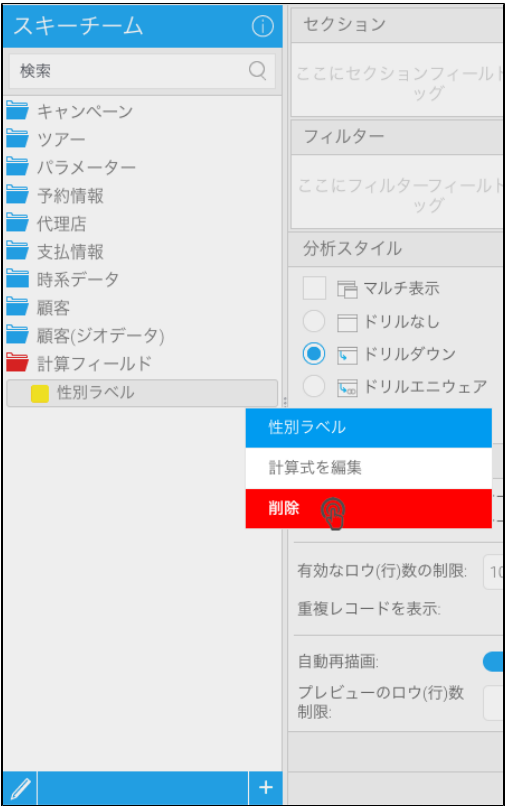 スキーチーム
検索
キャンペーン
ツアー
パラメーター
予約情報
代理店
支払情報
時系データ
顧客
顧客(ジオデータ)
計算フィールド
性別ラベル
セクション
ここにセクションフィールド
ッグ
フィルター
ここにフィルターフィールド
ッグ
分析スタイル
マルチ表示
ドリルなし
ドリルダウン
ドリルエニウェア
性別ラベル
計算式を編集
削除
有効なロウ(行)数の制限:
10
重複レコードを表示:
自動再描画:
プレビューのロウ(行)数
制限:
+